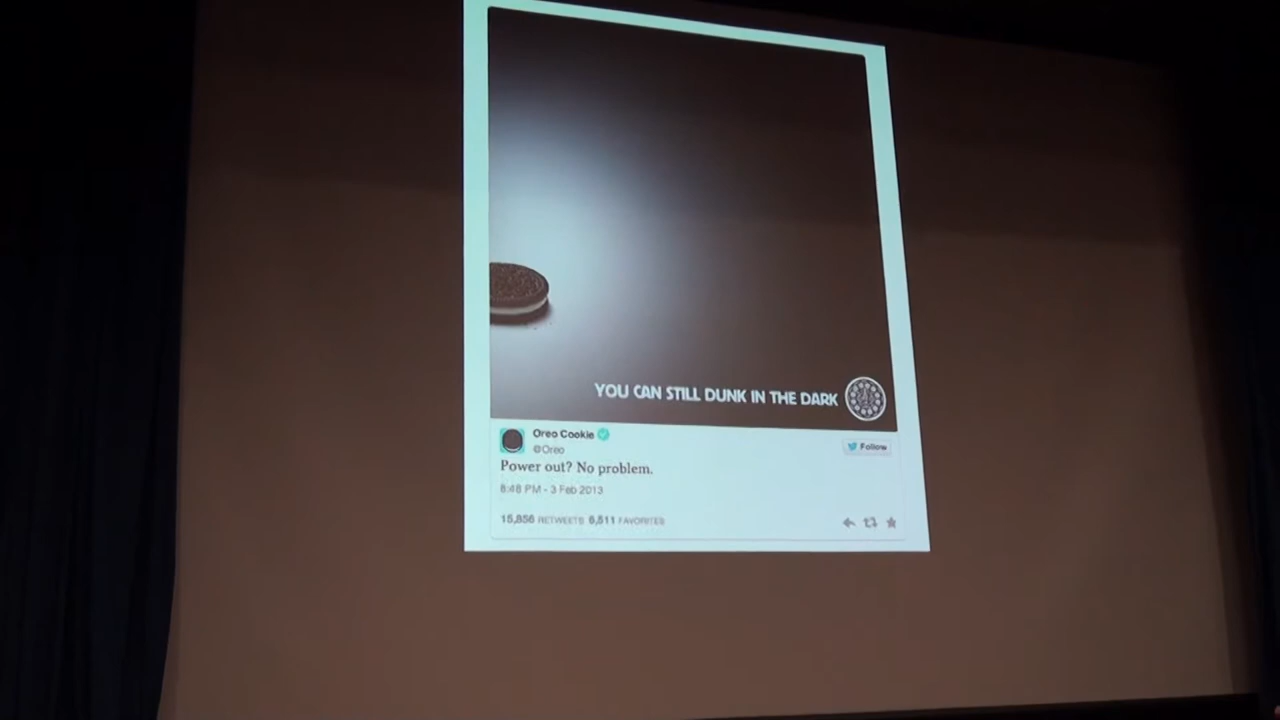 YOU CAN STILL DUNK IN THE DARK
Oreo Cookie
@Oreo
Follow
Power out? No problem.
8:48 PM - 3 Feb 2013
15,856 RETWEETS 6,511 FAVORITES